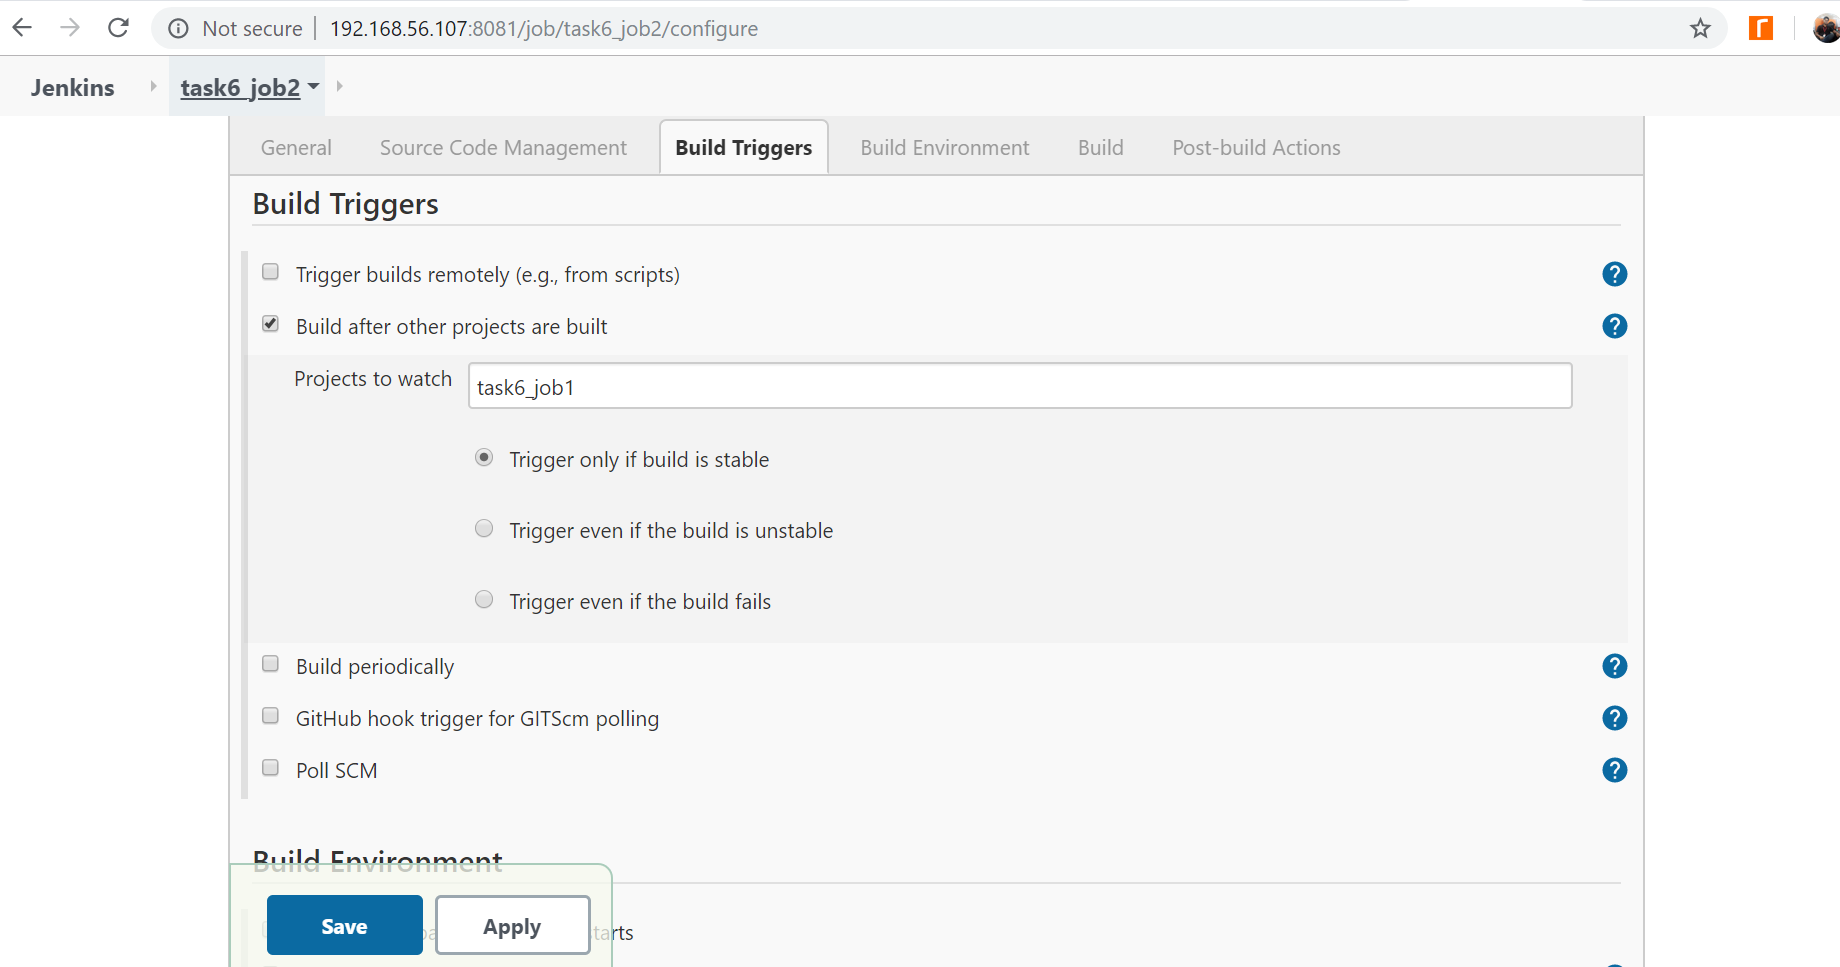 Not secure | 192.168.56.107:8081/job/task6_job2/configure
Jenkins task6_job2
General Source Code Management Build Triggers Build Environment Build Post-build Actions
Build Triggers
Trigger builds remotely (e.g., from scripts) ?
Build after other projects are built ?
Projects to watch task6_job1
Trigger only if build is stable
Trigger even if the build is unstable
Trigger even if the build fails
Build periodically ?
GitHub hook trigger for GITScm polling ?
Poll SCM ?
Build Environment
Save Apply